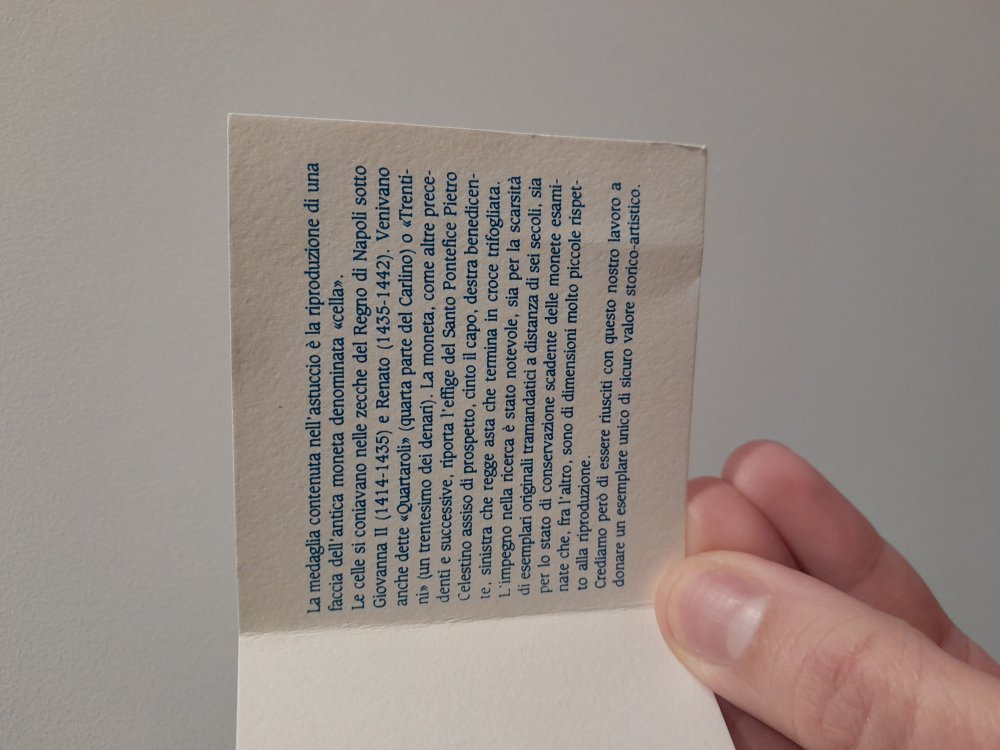 La medaglia contenuta nell'astuccio è la riproduzione di una
faccia dell'antica moneta denominata «cella».
Le celle si coniavano nelle zecche del Regno di Napoli sotto
Giovanna II (1414-1435) e Renato (1435-1442). Venivano
anche dette «Quartaroli» (quarta parte del Carlino) o «Trenti-
ni» (un trentesimo dei denari). La moneta, come altre prece-
denti e successive, riporta l'effige del Santo Pontefice Pietro
Celestino assiso di prospetto, cinto il capo, destra benedicen-
te, sinistra che regge asta che termina in croce trifogliata.
L'impegno nella ricerca è stato notevole, sia per la scarsità
di esemplari originali tramandatici a distanza di sei secoli, sia
per lo stato di conservazione scadente delle monete esami-
nate che, fra l'altro, sono di dimensioni molto piccole rispet-
to alla riproduzione.
Crediamo però di essere riusciti con questo nostro lavoro a
donare un esemplare unico di sicuro valore storico-artistico.